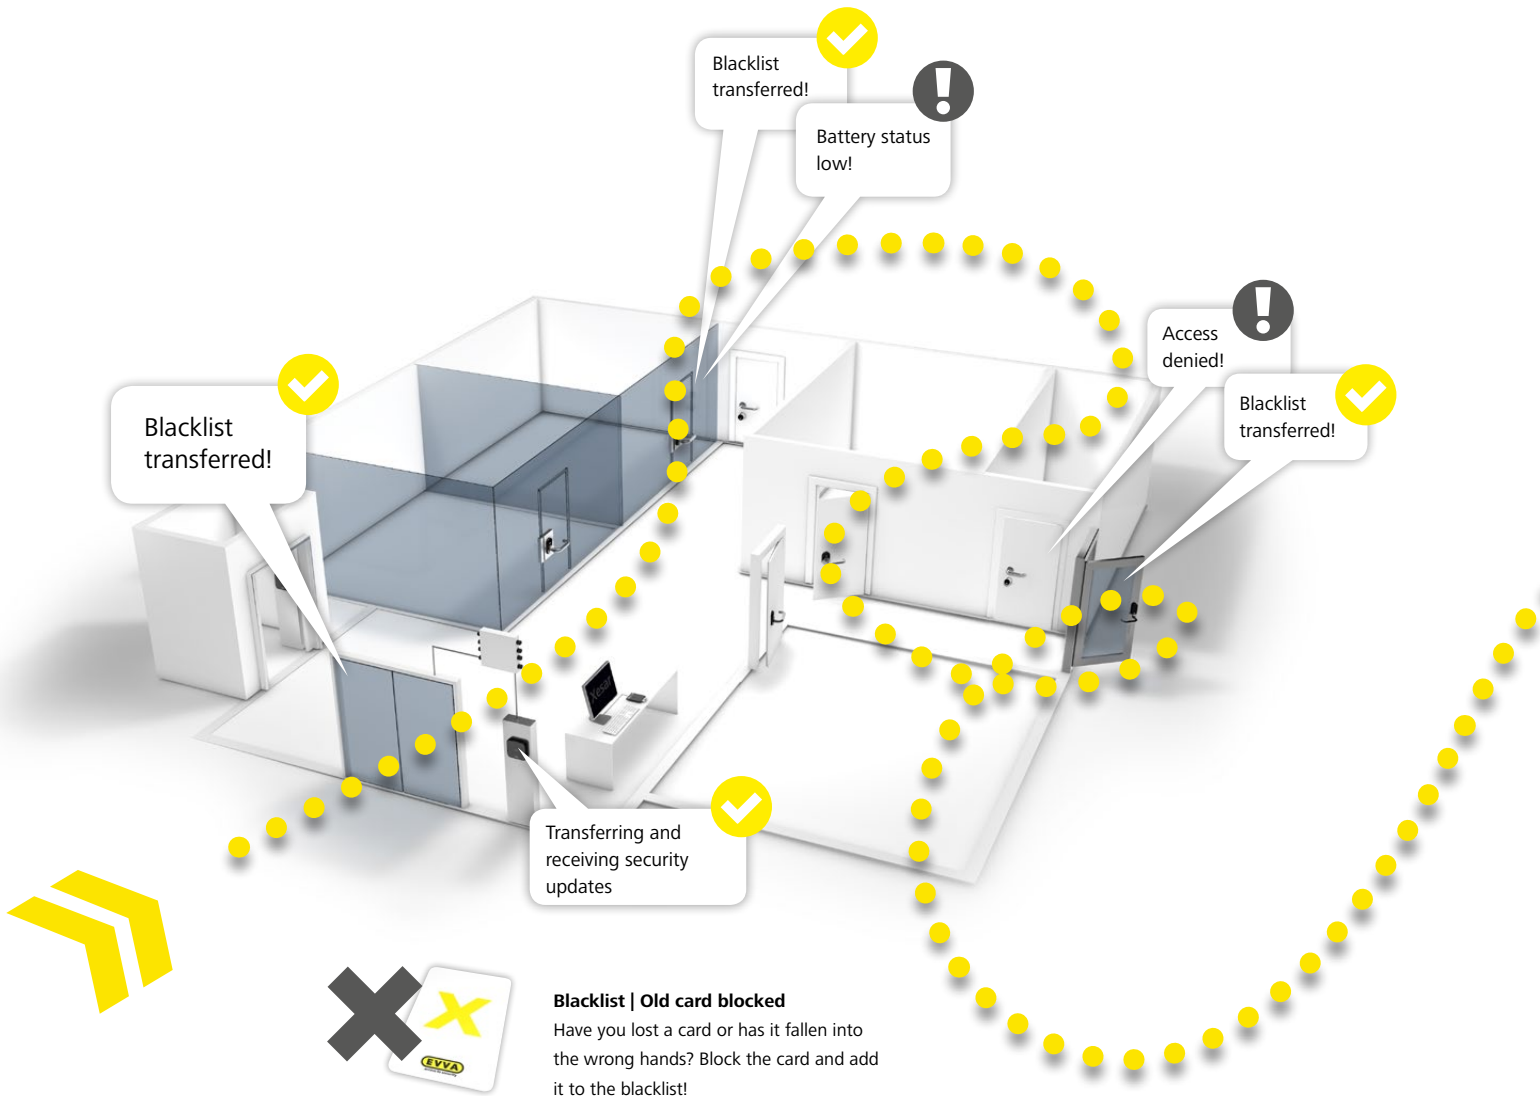 Blacklist
transferred!
Battery status
low!
Access
denied!
Blacklist
transferred!
Blacklist
transferred!
Xesar
Transferring and
receiving security
updates
EVVA
Blacklist | Old card blocked
Have you lost a card or has it fallen into
the wrong hands? Block the card and add
it to the blacklist!